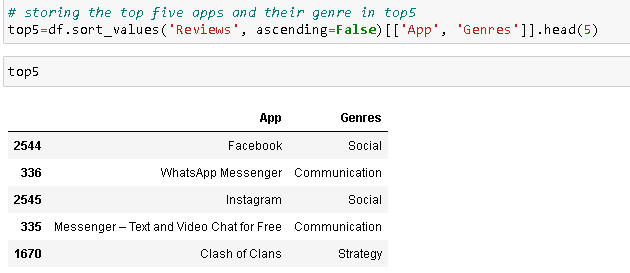 # storing the top five apps and their genre in top5
top5=df.sort_values('Reviews', ascending=False)[['App', 'Genres']].head(5)
top5
App Genres
2544 Facebook Social
336 WhatsApp Messenger Communication
2545 Instagram Social
335 Messenger – Text and Video Chat for Free Communication
1670 Clash of Clans Strategy